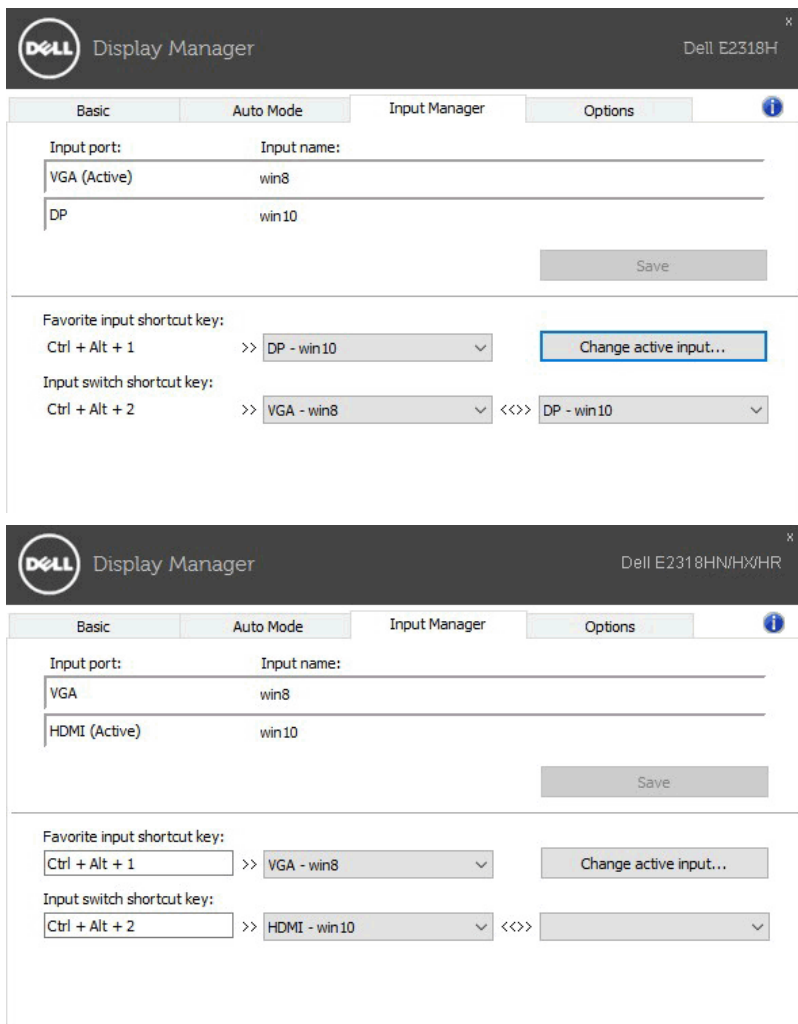 DELL Display Manager Dell E2318H x
Basic Auto Mode Input Manager Options i
Input port: Input name:
VGA (Active) win8
DP win10
Save
Favorite input shortcut key:
Ctrl + Alt + 1 >> DP - win10 Change active input...
Input switch shortcut key:
Ctrl + Alt + 2 >> VGA - win8 <<>> DP - win10
DELL Display Manager Dell E2318HN/HX/HR x
Basic Auto Mode Input Manager Options i
Input port: Input name:
VGA win8
HDMI (Active) win10
Save
Favorite input shortcut key:
Ctrl + Alt + 1 >> VGA - win8 Change active input...
Input switch shortcut key:
Ctrl + Alt + 2 >> HDMI - win10 <<>>